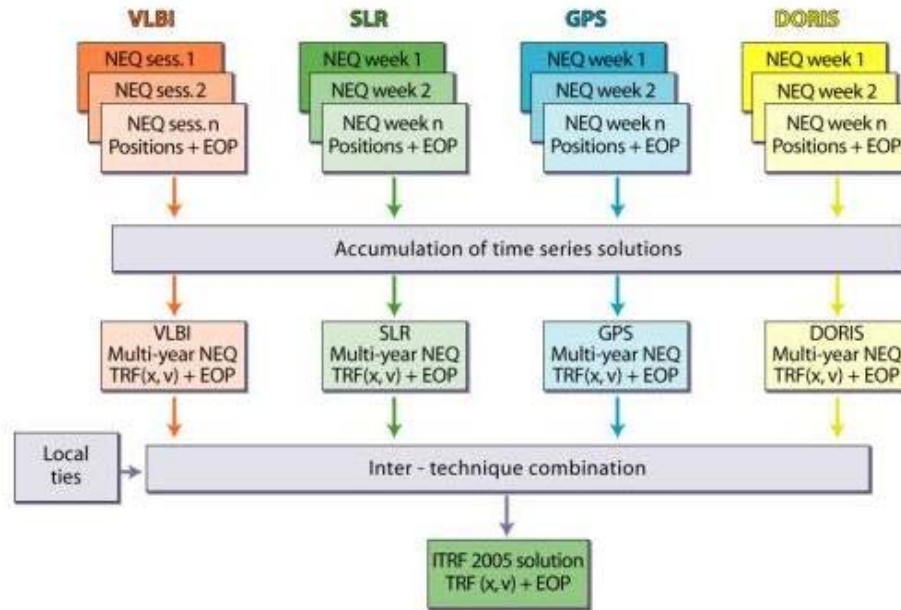 VLBI
SLR
GPS
DORIS
NEQ sess. 1
NEQ sess. 2
NEQ sess. n
Positions + EOP
NEQ week 1
NEQ week 2
NEQ week n
Positions + EOP
NEQ week 1
NEQ week 2
NEQ week n
Positions + EOP
NEQ week 1
NEQ week 2
NEQ week n
Positions + EOP
Accumulation of time series solutions
VLBI
Multi-year NEQ
TRF(x, v) + EOP
SLR
Multi-year NEQ
TRF(x, v) + EOP
GPS
Multi-year NEQ
TRF(x, v) + EOP
DORIS
Multi-year NEQ
TRF(x, v) + EOP
Local
ties
Inter - technique combination
ITRF 2005 solution
TRF (x, v) + EOP